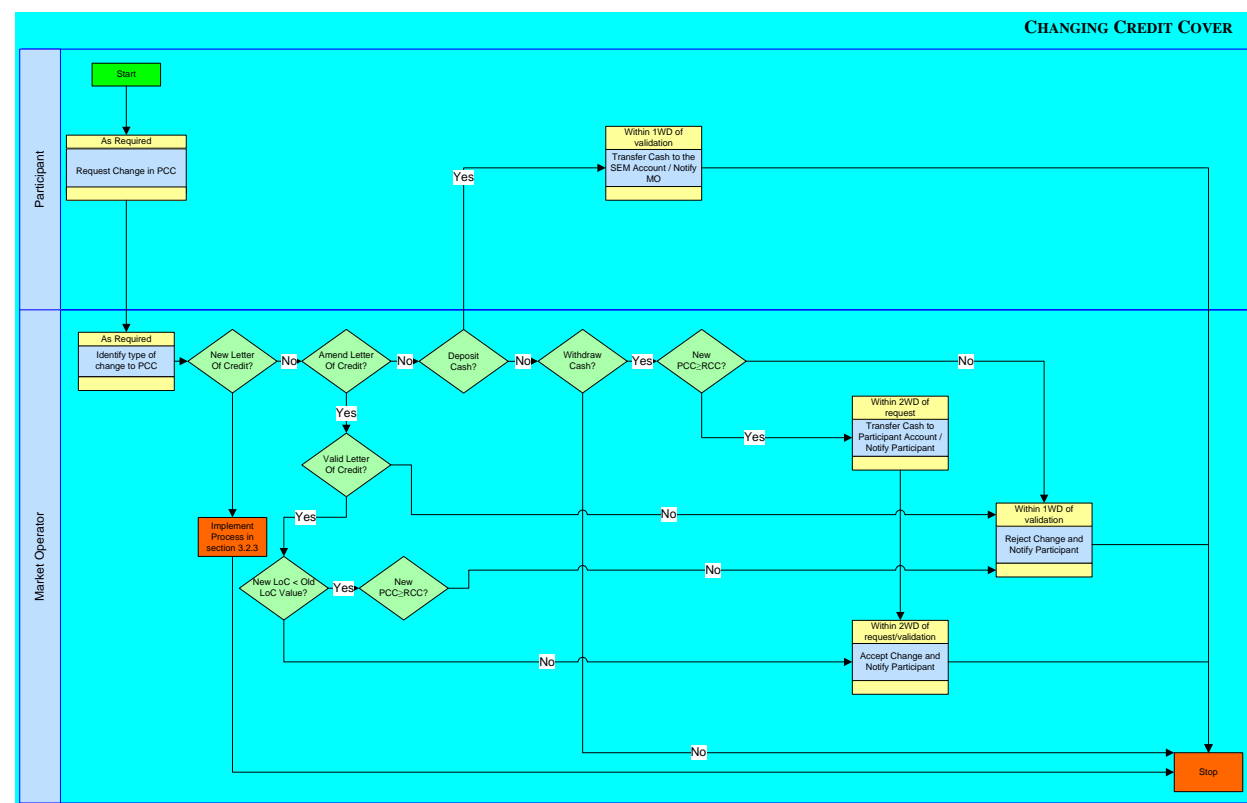 CHANGING CREDIT COVER
Participant
Start
As Required
Request Change in PCC
Within 1WD of
validation
Transfer Cash to the
SEM Account / Notify
MO
Yes
Market Operator
As Required
Identify type of
change to PCC
New Letter
Of Credit?
No
Amend Letter
Of Credit?
No
Deposit
Cash?
No
Withdraw
Cash?
Yes
New
PCC≥RCC?
No
Yes
Within 2WD of
request
Transfer Cash to
Participant Account /
Notify Participant
Yes
Valid Letter
Of Credit?
No
Yes
Within 1WD of
validation
Reject Change and
Notify Participant
Implement
Process in
section 3.2.3
New LoC < Old
LoC Value?
Yes
New
PCC≥RCC?
No
Within 2WD of
request/validation
Accept Change and
Notify Participant
No
No
Stop